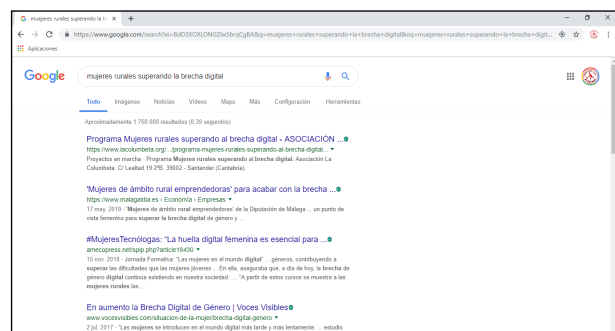 muejeres rurales superando la br
https://www.google.com/search?ei=BdD3XOXLONGZlwSbrqCgBA&q=muejeres+rurales+superando+la+brecha+digital&oq=muejeres+rurales+superando+la+brecha+digit...
Aplicaciones
Google
mujeres rurales superando la brecha digital
Todo Imágenes Noticias Vídeos Maps Más Configuración Herramientas
Aproximadamente 1.760.000 resultados (0,39 segundos)
Programa Mujeres rurales superando al brecha digital - ASOCIACIÓN ...
https://www.lacolumbeta.org/.../programa-mujeres-rurales-superando-al-brecha-digital...
Proyectos en marcha · Programa Mujeres rurales superando al brecha digital. Asociación La
Columbeta. C/ Lealtad 19 2ºB. 39002 - Santander (Cantabria)
'Mujeres de ámbito rural emprendedoras' para acabar con la brecha ...
https://www.malagaldia.es › Economía › Empresas
17 may. 2019 - 'Mujeres de ámbito rural emprendedoras' de la Diputación de Málaga ... un punto de
vista femenino para superar la brecha digital de género y ...
#MujeresTecnólogas: "La huella digital femenina es esencial para ...
amecopress.net/spip.php?article18430
15 nov. 2018 - Jornada Formativa: "Las mujeres en el mundo digital" ... géneros, contribuyendo a
superar las dificultades que las mujeres jóvenes ... En ella, aseguraba que, a día de hoy, la brecha de
género digital continúa existiendo en nuestra sociedad. ... "A partir de estos cursos se muestra a las
mujeres rurales las ...
En aumento la Brecha Digital de Género | Voces Visibles
www.vocesvisibles.com/situacion-de-la-mujer/brecha-digital-genero
2 jul. 2017 - "Las mujeres se introducen en el mundo digital más tarde y más lentamente. ... estudio